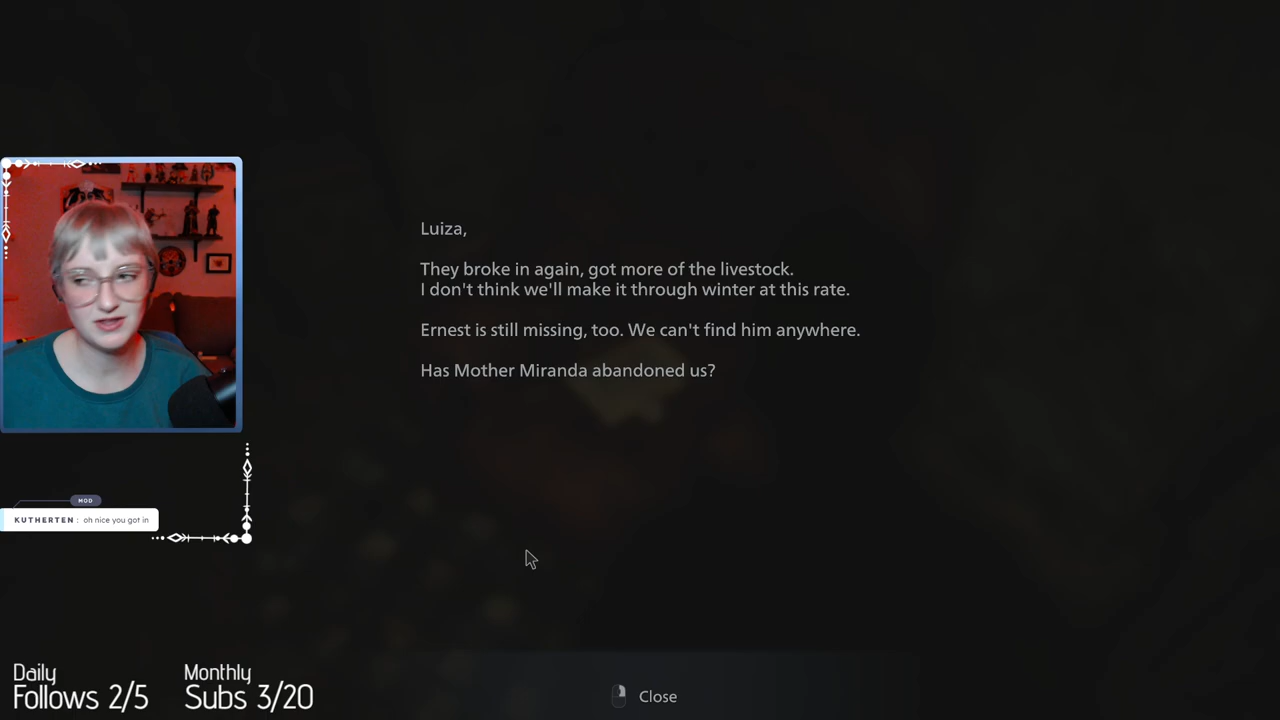 Luiza,
They broke in again, got more of the livestock.
I don't think we'll make it through winter at this rate.
Ernest is still missing, too. We can't find him anywhere.
Has Mother Miranda abandoned us?
MOD
KUTHERTEN : oh nice you got in
Daily
Follows 2/5
Monthly
Subs 3/20
Close